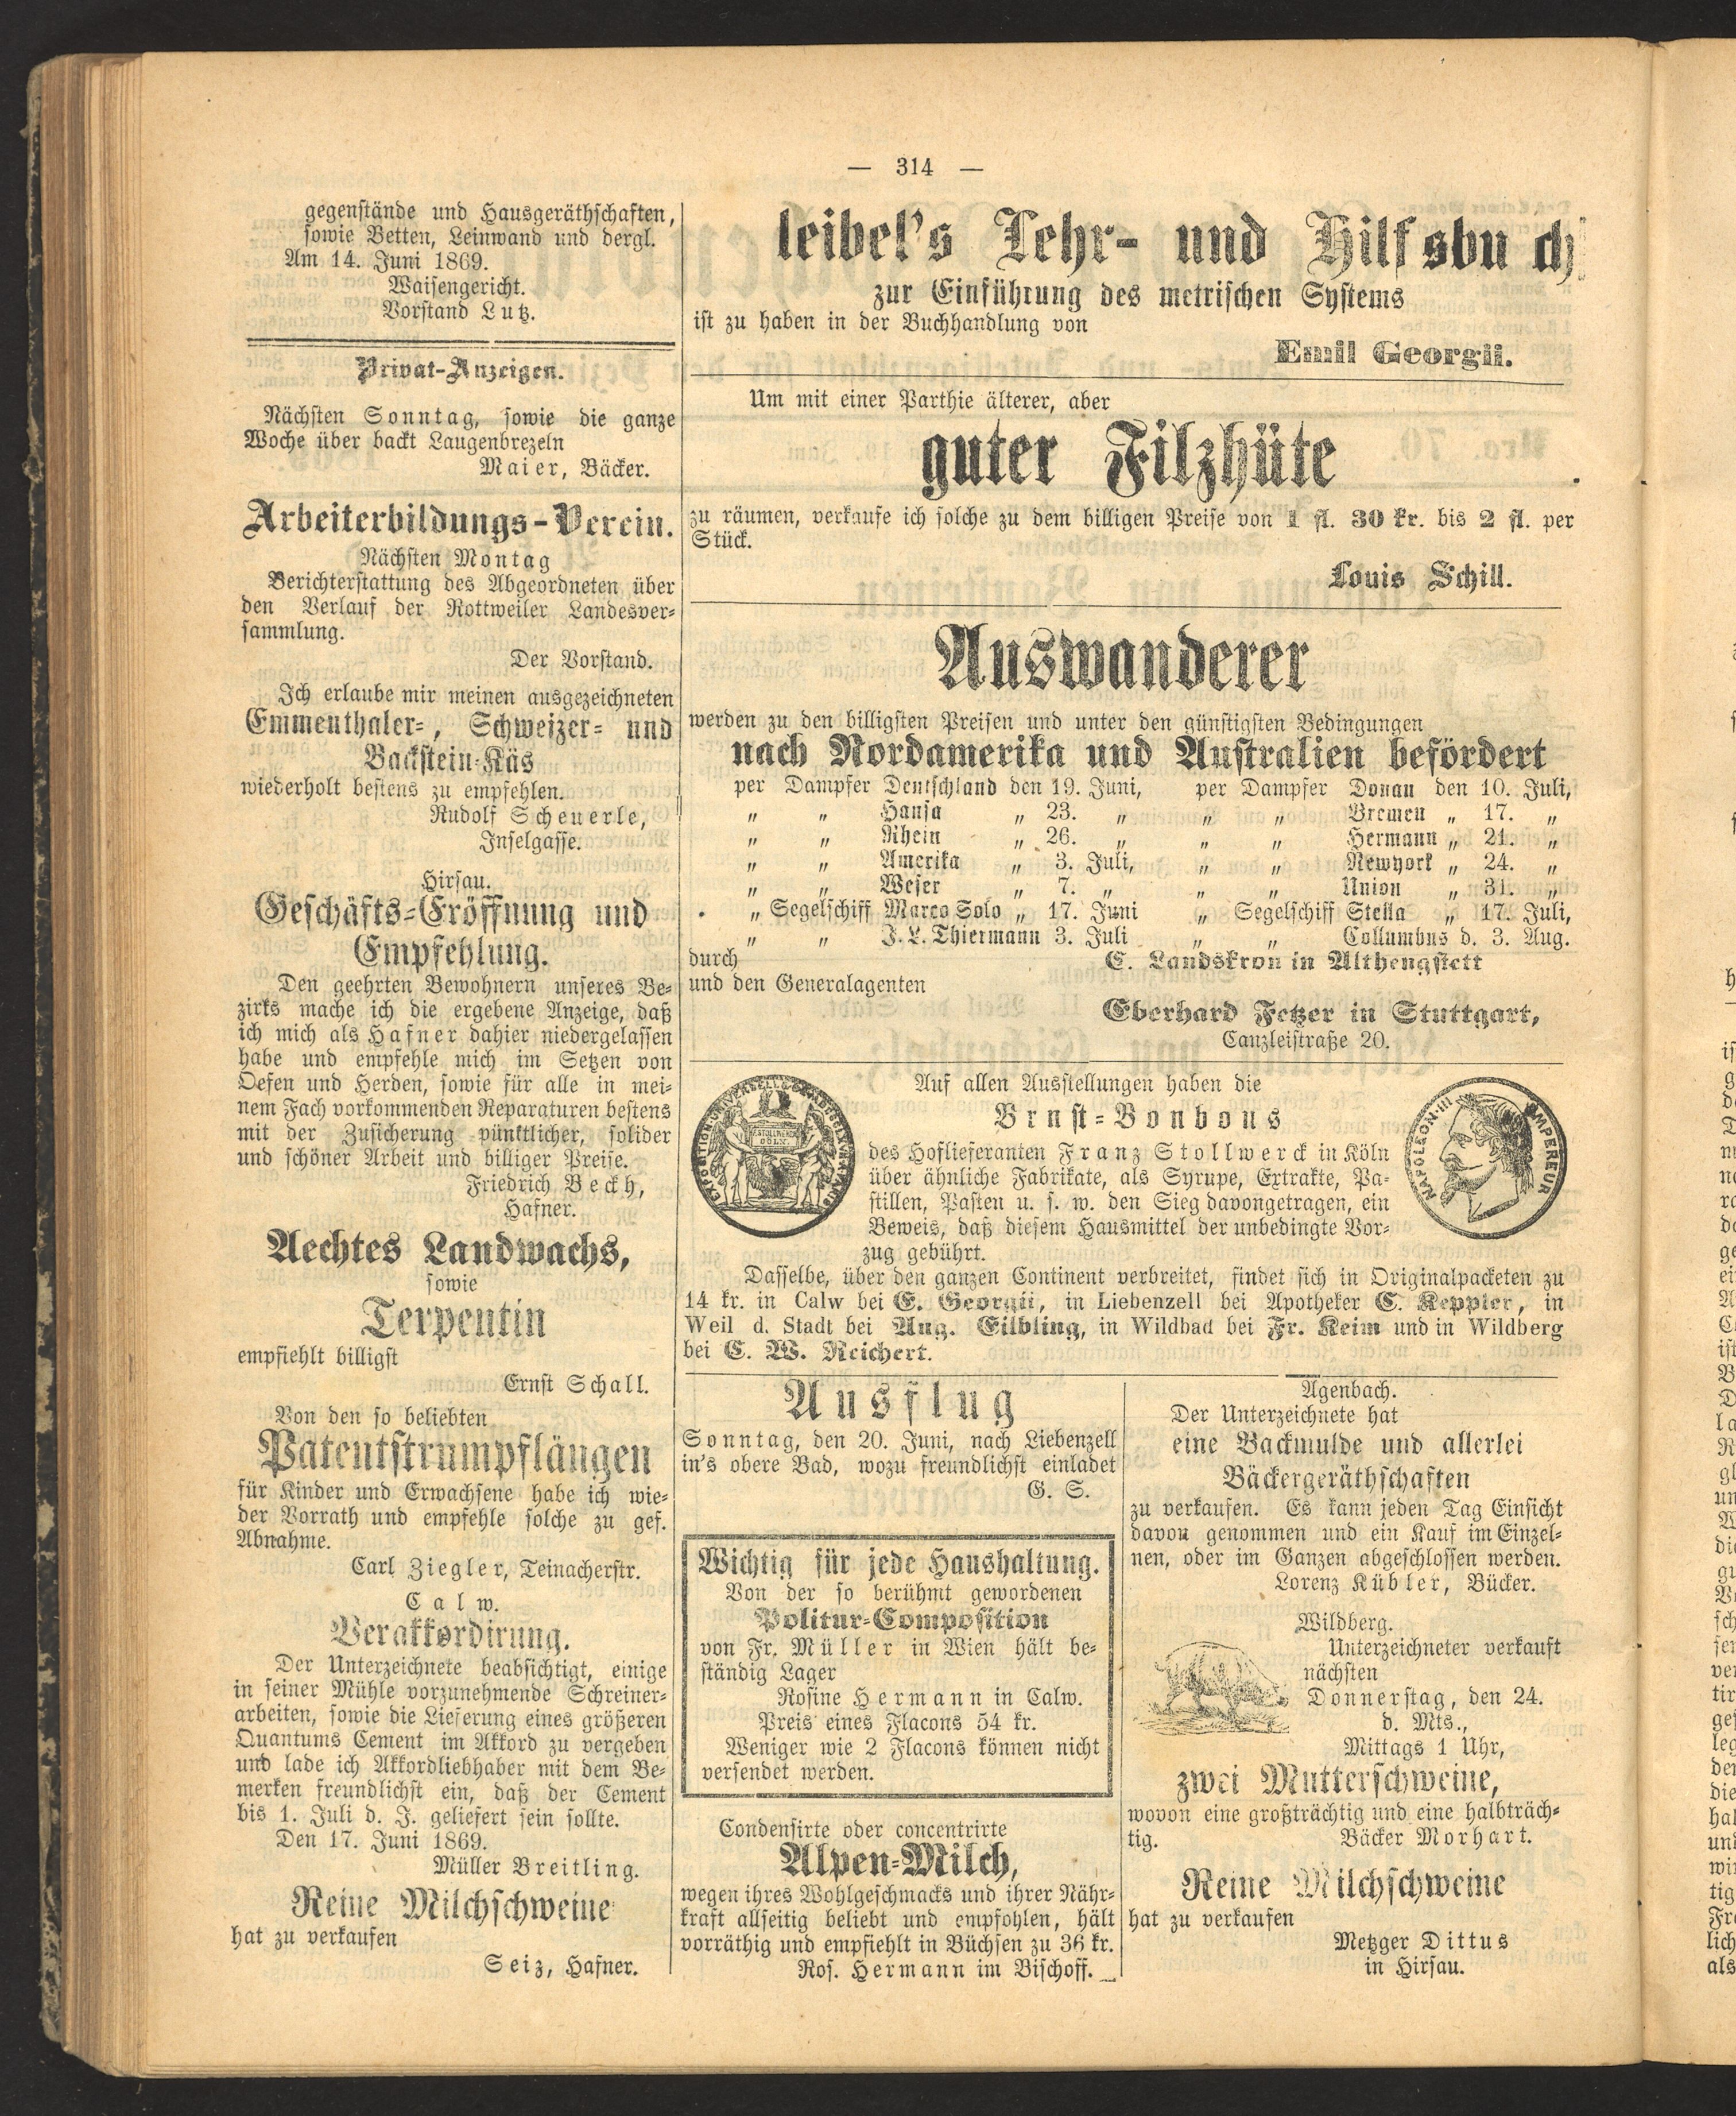 — 314 —
gegenstände und Hausgeräthschaften,
sowie Betten, Leinwand und dergl.
Am 14. Juni 1869.
Waisengericht.
Vorstand Lutz.
Privat-Anzeigen.
Nächsten Sonntag, sowie die ganze
Woche über backt Laugenbrezeln
Maier, Bäcker.
Arbeiterbildungs-Verein.
Nächsten Montag
Berichterstattung des Abgeordneten über
den Verlauf der Rottweiler Landesver-
sammlung.
Der Vorstand.
Ich erlaube mir meinen ausgezeichneten
Emmenthaler-, Schweizer- und
Backstein-Käs
wiederholt bestens zu empfehlen.
Rudolf Scheuerle,
Inselgasse.
Hirsau.
Geschäfts-Eröffnung und
Empfehlung.
Den geehrten Bewohnern unseres Be-
zirks mache ich die ergebene Anzeige, daß
ich mich als Hafner dahier niedergelassen
habe und empfehle mich im Setzen von
Oefen und Herden, sowie für alle in mei-
nem Fach vorkommenden Reparaturen bestens
mit der Zusicherung pünktlicher, solider
und schöner Arbeit und billiger Preise.
Friedrich Beckh,
Hafner.
Aechtes Landwachs,
sowie
Terpentin
empfiehlt billigst
Ernst Schall.
Von den so beliebten
Patentstrumpflängen
für Kinder und Erwachsene habe ich wie-
der Vorrath und empfehle solche zu gef.
Abnahme.
Carl Ziegler, Teinacherstr.
Calw.
Verakkordirung.
Der Unterzeichnete beabsichtigt, einige
in seiner Mühle vorzunehmende Schreiner-
arbeiten, sowie die Lieferung eines größeren
Quantums Cement im Akkord zu vergeben
und lade ich Akkordliebhaber mit dem Be-
merken freundlichst ein, daß der Cement
bis 1. Juli d. J. geliefert sein sollte.
Den 17. Juni 1869.
Müller Breitling.
Reine Milchschweine
hat zu verkaufen
Seiz, Hafner.
leibel's Lehr- und Hilfsbuch
zur Einführung des metrischen Systems
ist zu haben in der Buchhandlung von
Emil Georgii.
Um mit einer Parthie älterer, aber
guter Filzhüte
zu räumen, verkaufe ich solche zu dem billigen Preise von 1 fl. 30 kr. bis 2 fl. per
Stück.
Louis Schill.
Auswanderer
werden zu den billigsten Preisen und unter den günstigsten Bedingungen
nach Nordamerika und Australien befördert
per Dampfer Deutschland den 19. Juni, per Dampfer Donau den 10. Juli,
„ „ Hansa „ 23. „ „ „ Bremen „ 17. „
„ „ Rhein „ 26. „ „ „ Hermann „ 21. „
„ „ Amerika „ 3. Juli, „ „ Newyork „ 24. „
„ „ Weser „ 7. „ „ „ Union „ 31. „
„ Segelschiff Marco Solo „ 17. Juni „ Segelschiff Stella „ 17. Juli,
„ „ J. L. Thiermann 3. Juli „ „ Collumbus d. 3. Aug.
durch C. Landskron in Althengstett
und den Generalagenten
Eberhard Fetzer in Stuttgart,
Canzleistraße 20.
NAPOLEON III EMPEREUR
Auf allen Ausstellungen haben die
Brust-Bonbons
des Hoflieferanten Franz Stollwerck in Köln
über ähnliche Fabrikate, als Syrupe, Extrakte, Pa-
stillen, Pasten u. s. w. den Sieg davongetragen, ein
Beweis, daß diesem Hausmittel der unbedingte Vor-
zug gebührt.
Dasselbe, über den ganzen Continent verbreitet, findet sich in Originalpacketen zu
14 kr. in Calw bei E. Georgii, in Liebenzell bei Apotheker C. Keppler, in
Weil d. Stadt bei Aug. Eilbling, in Wildbad bei Fr. Keim und in Wildberg
bei C. W. Reichert.
Ausflug
Sonntag, den 20. Juni, nach Liebenzell
in's obere Bad, wozu freundlichst einladet
G. S.
Wichtig für jede Haushaltung.
Von der so berühmt gewordenen
Politur-Composition
von Fr. Müller in Wien hält be-
ständig Lager
Rosine Hermann in Calw.
Preis eines Flacons 54 kr.
Weniger wie 2 Flacons können nicht
versendet werden.
Condensirte oder concentrirte
Alpen-Milch,
wegen ihres Wohlgeschmacks und ihrer Nähr-
kraft allseitig beliebt und empfohlen, hält
vorräthig und empfiehlt in Büchsen zu 36 kr.
Ros. Hermann im Bischoff.
Agenbach.
Der Unterzeichnete hat
eine Backmulde und allerlei
Bäckergeräthschaften
zu verkaufen. Es kann jeden Tag Einsicht
davon genommen und ein Kauf im Einzel-
nen, oder im Ganzen abgeschlossen werden.
Lorenz Kübler, Bücker.
Wildberg.
Unterzeichneter verkauft
nächsten
Donnerstag, den 24.
d. Mts.,
Mittags 1 Uhr,
zwei Mutterschweine,
wovon eine großträchtig und eine halbträch-
tig. Bäcker Morhart.
Reine Milchschweine
hat zu verkaufen
Metzger Dittus
in Hirsau.